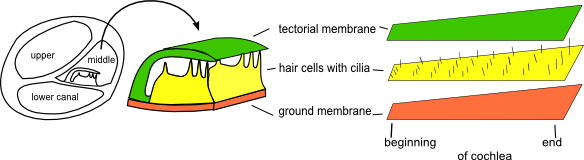 upper
middle
lower canal
tectorial membrane
hair cells with cilia
ground membrane
beginning
end
of cochlea